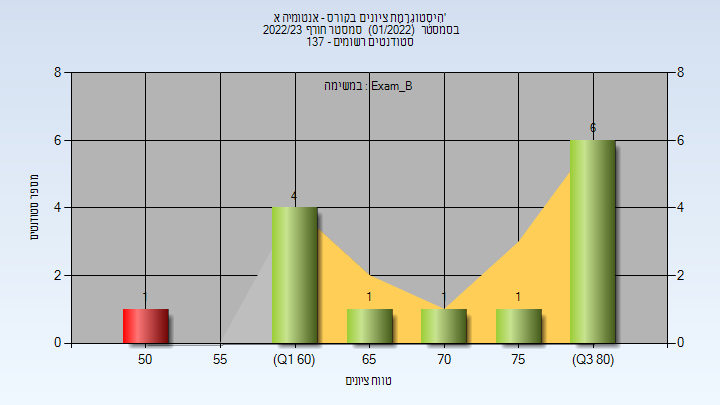 היסטוגרמת ציונים בקורס - אנטומיה א'
בסמסטר (01/2022) סמסטר חורף 2022/23
סטודנטים רשומים - 137
במשימה : Exam_B
8 8
6 6
4 4
2 2
0 0
מספר סטודנטים
1 4 1 1 1 6
50 55 (Q1 60) 65 70 75 (Q3 80)
טווח ציונים